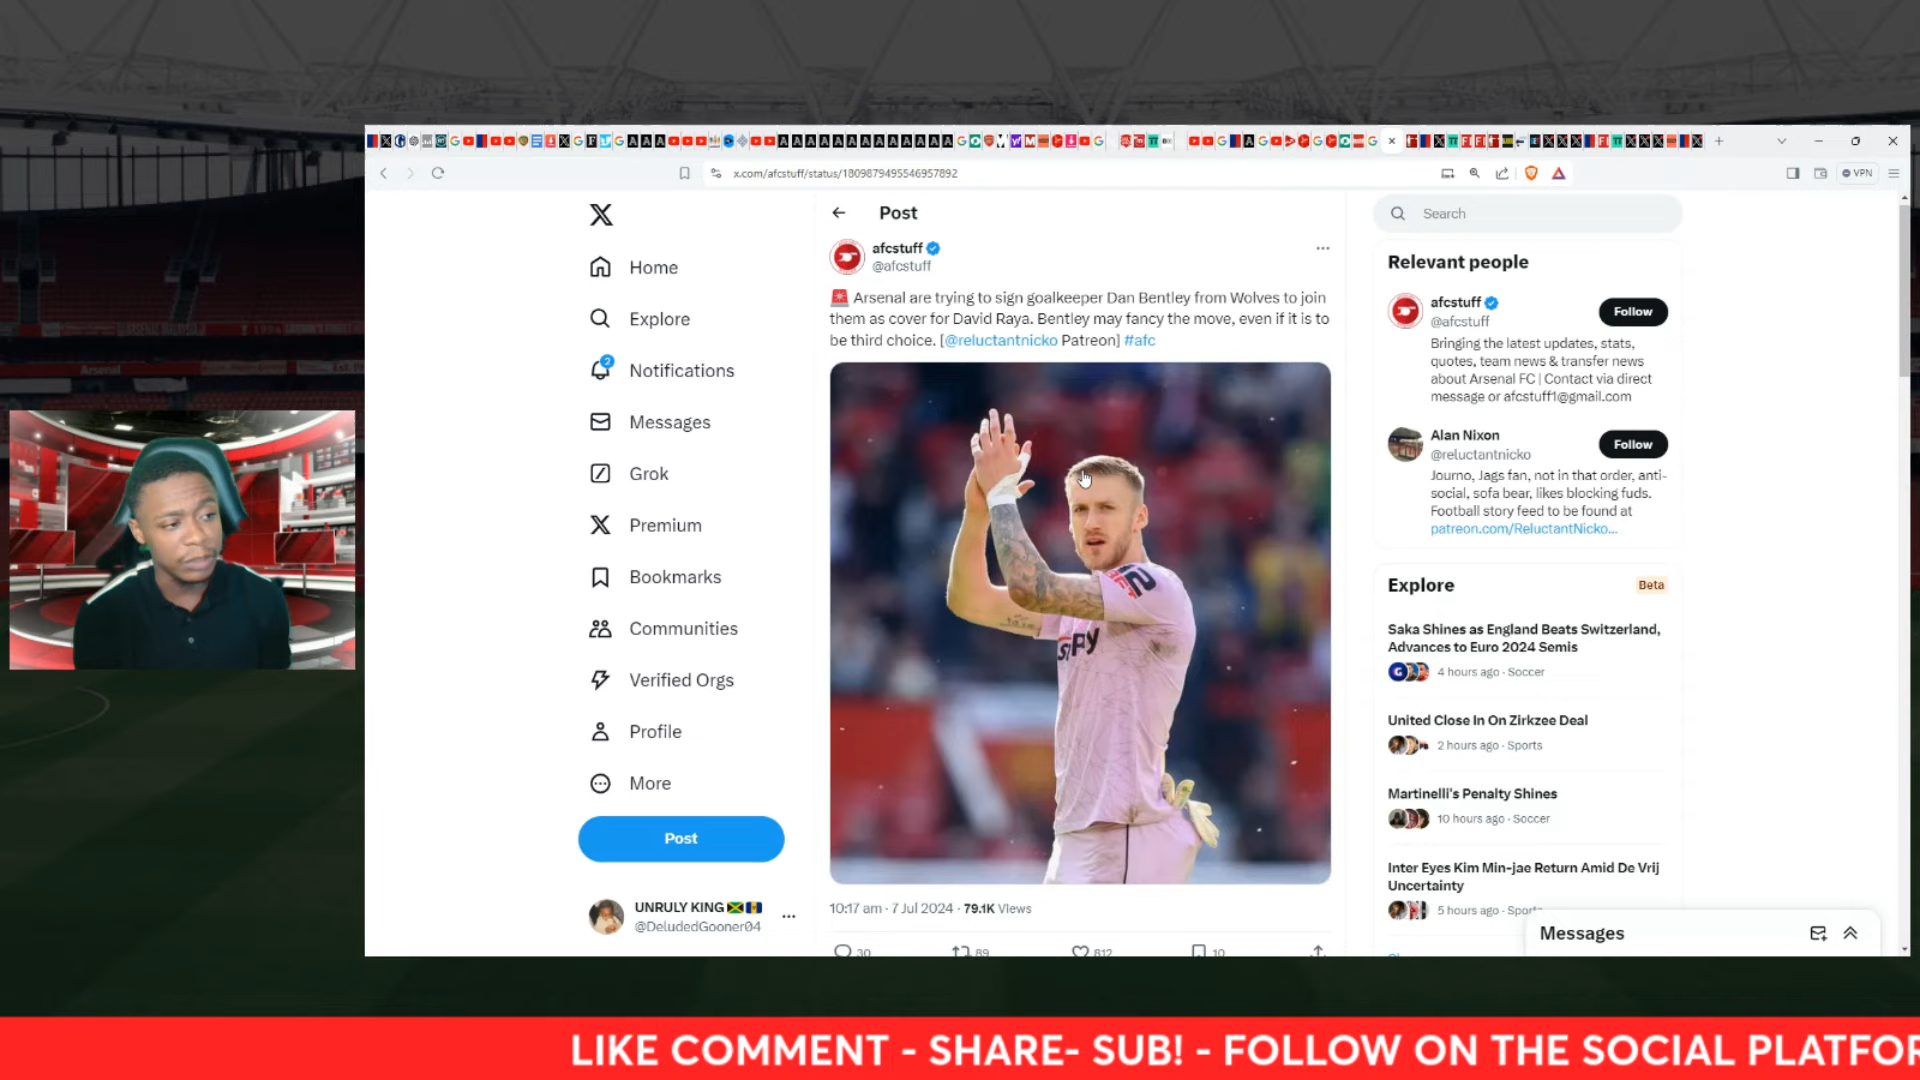 x.com/afcstuff/status/1809879495546957892
VPN
Home
Explore
2
Notifications
Messages
Grok
Premium
Bookmarks
Communities
Verified Orgs
Profile
More
Post
UNRULY KING
@DeludedGooner04
Post
afcstuff
@afcstuff
Arsenal are trying to sign goalkeeper Dan Bentley from Wolves to join
them as cover for David Raya. Bentley may fancy the move, even if it is to
be third choice. [@reluctantnicko Patreon] #afc
10:17 am · 7 Jul 2024 · 79.1K Views
30
89
812
10
Search
Relevant people
afcstuff
@afcstuff
Follow
Bringing the latest updates, stats,
quotes, team news & transfer news
about Arsenal FC | Contact via direct
message or afcstuff1@gmail.com
Alan Nixon
@reluctantnicko
Follow
Journo, Jags fan, not in that order, anti-
social, sofa bear, likes blocking fuds.
Football story feed to be found at
patreon.com/ReluctantNicko...
Explore
Beta
Saka Shines as England Beats Switzerland,
Advances to Euro 2024 Semis
4 hours ago · Soccer
United Close In On Zirkzee Deal
2 hours ago · Sports
Martinelli's Penalty Shines
10 hours ago · Soccer
Inter Eyes Kim Min-jae Return Amid De Vrij
Uncertainty
5 hours ago · Sports
Messages
Arsenal
LIKE COMMENT - SHARE- SUB! - FOLLOW ON THE SOCIAL PLATFOR